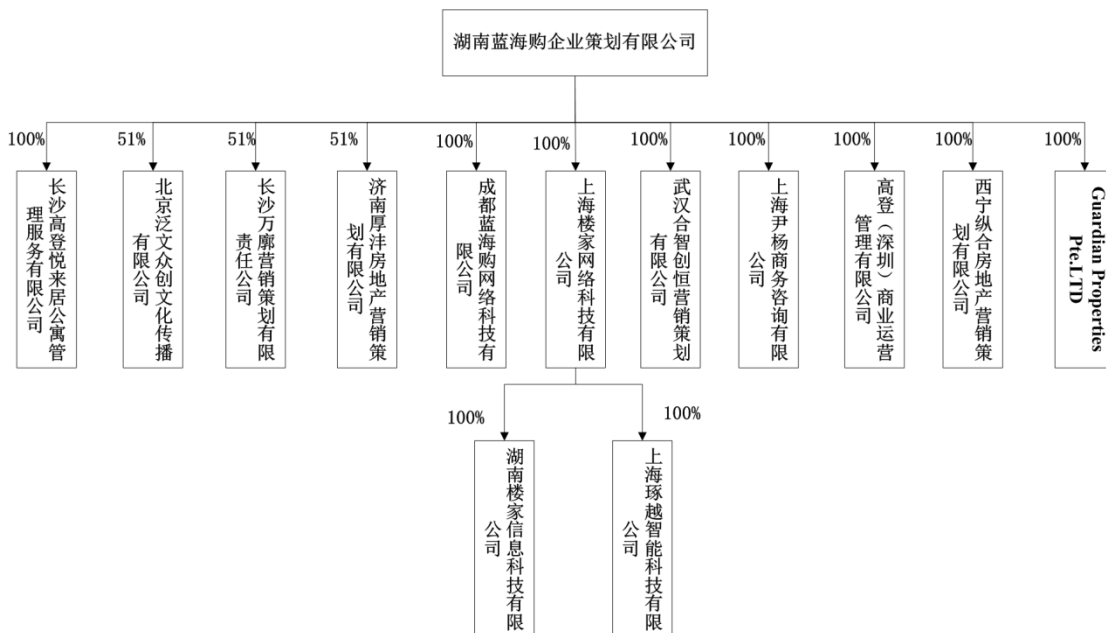 湖南蓝海购企业策划有限公司
100%
51%
51%
51%
100%
100%
100%
100%
100%
100%
100%
长沙高登悦来居公寓管
理服务有限公司
北京泛文众创文化传播
有限公司
长沙万廓营销策划有限
责任公司
济南厚沣房地产营销策
划有限公司
成都蓝海购网络科技有
限公司
上海楼家网络科技有限
公司
武汉合智创恒营销策划
有限公司
上海尹杨商务咨询有限
公司
高登（深圳）商业运营
管理有限公司
西宁纵合房地产营销策
划有限公司
Guardian Properties
Pte.LTD
100%
100%
湖南楼家信息科技有限
公司
上海琢越智能科技有限
公司